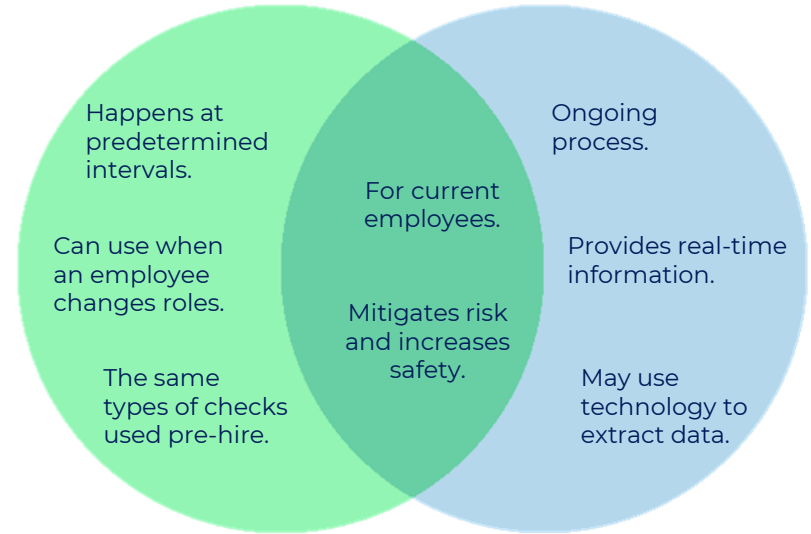 Happens at
predetermined
intervals.
Can use when
an employee
changes roles.
The same
types of checks
used pre-hire.
For current
employees.
Mitigates risk
and increases
safety.
Ongoing
process.
Provides real-time
information.
May use
technology to
extract data.